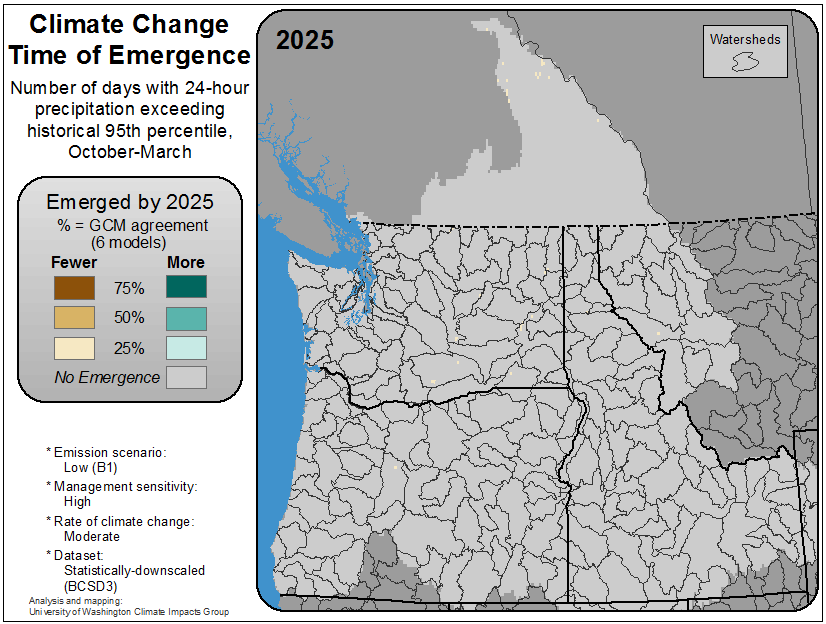 Climate Change
Time of Emergence
Number of days with 24-hour
precipitation exceeding
historical 95th percentile,
October-March
Emerged by 2025
% = GCM agreement
(6 models)
Fewer More
75%
50%
25%
No Emergence
* Emission scenario:
Low (B1)
* Management sensitivity:
High
* Rate of climate change:
Moderate
* Dataset:
Statistically-downscaled
(BCSD3)
Analysis and mapping:
University of Washington Climate Impacts Group
2025
Watersheds